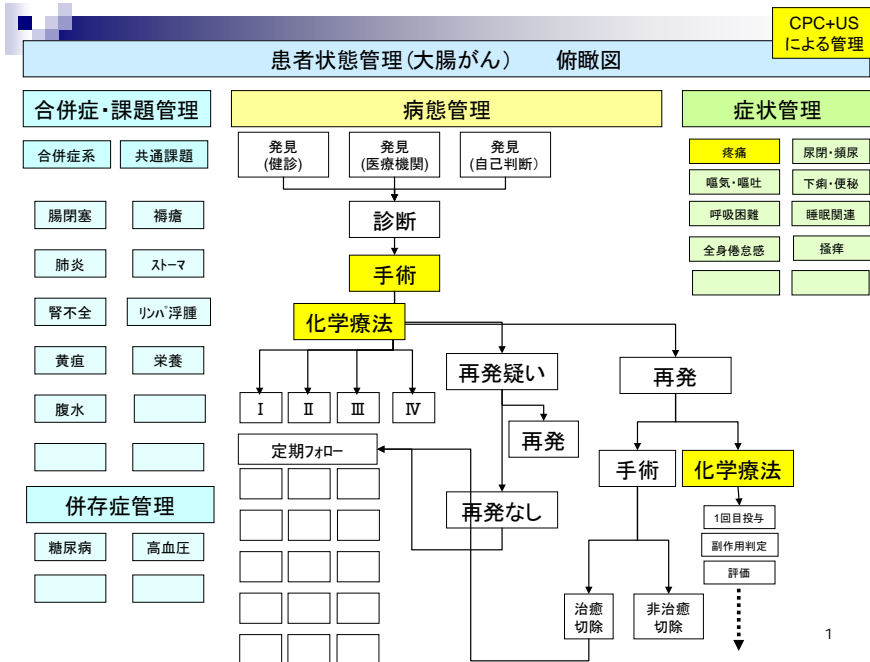 CPC+US
による管理
患者状態管理(大腸がん) 俯瞰図
合併症・課題管理
病態管理
症状管理
合併症系
共通課題
腸閉塞
褥瘡
肺炎
ストーマ
腎不全
リンパ浮腫
黄疸
栄養
腹水
併存症管理
糖尿病
高血圧
発見
(健診)
発見
(医療機関)
発見
(自己判断)
診断
手術
化学療法
Ⅰ
Ⅱ
Ⅲ
Ⅳ
再発疑い
再発
再発
定期フォロー
再発なし
手術
化学療法
1回目投与
副作用判定
評価
治癒
切除
非治癒
切除
疼痛
尿閉・頻尿
嘔気・嘔吐
下痢・便秘
呼吸困難
睡眠関連
全身倦怠感
掻痒
1